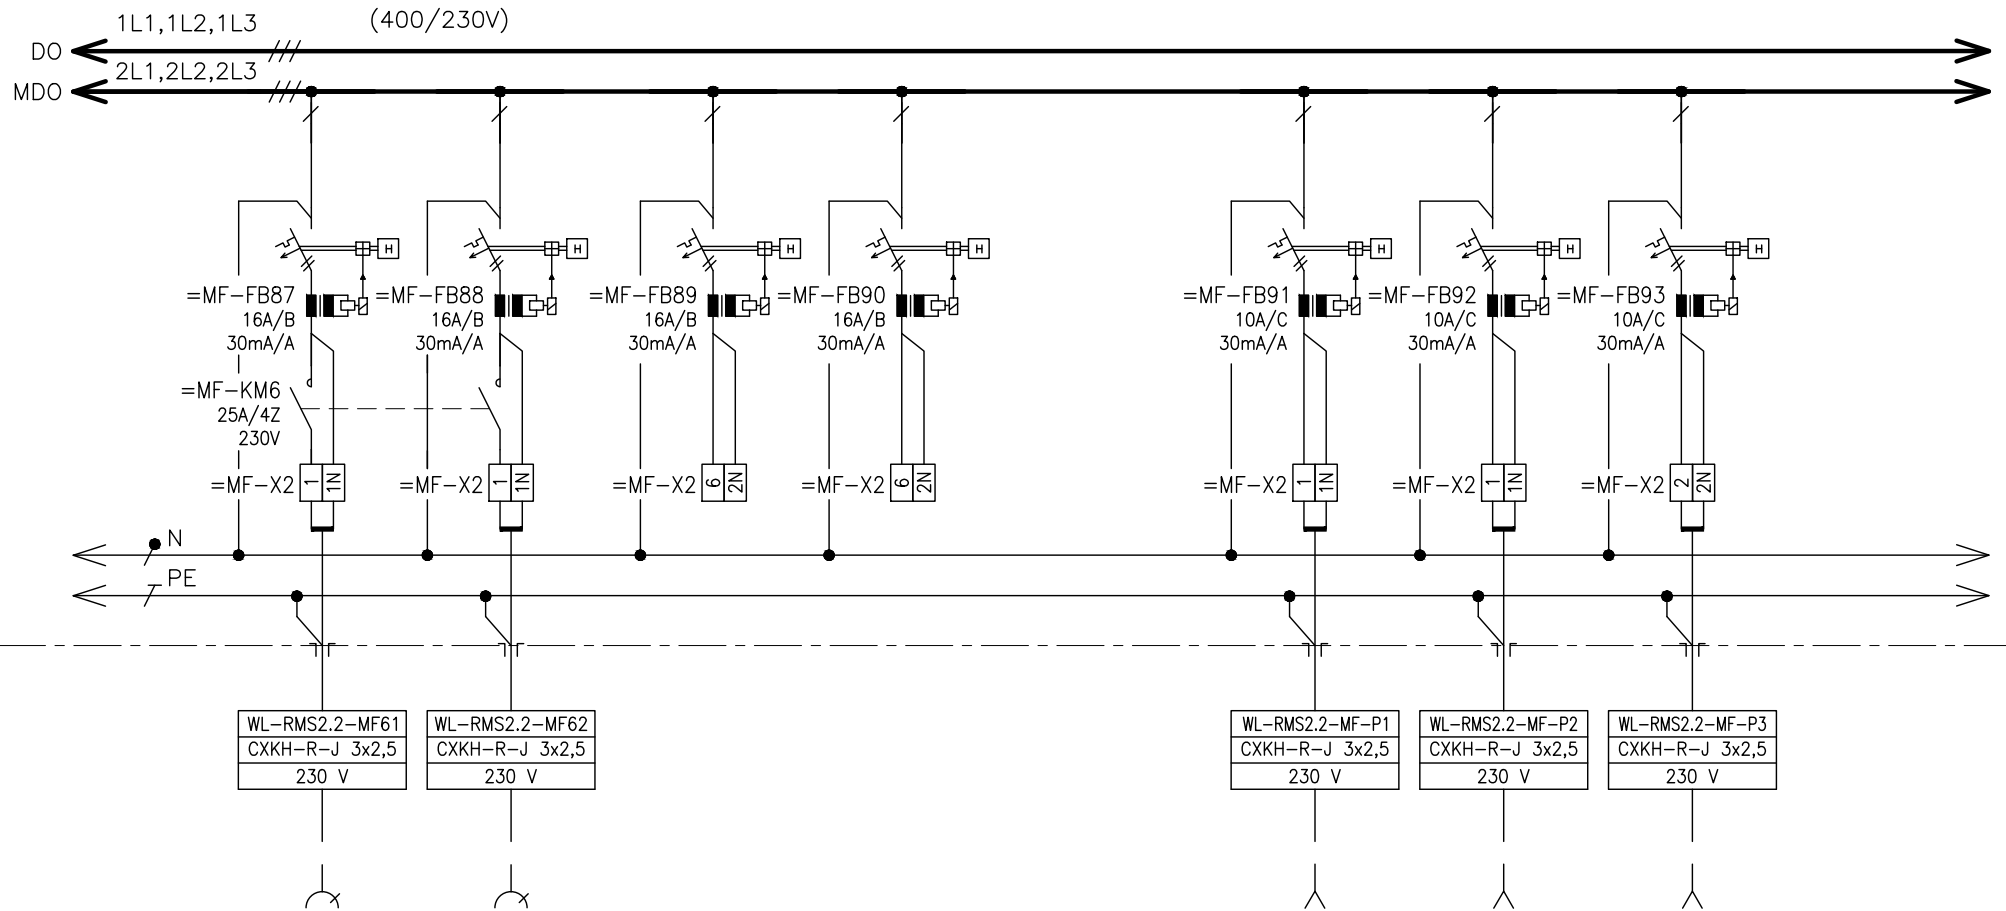 1L1,1L2,1L3 (400/230V)
DO
2L1,2L2,2L3
MDO
H H H H H H H
=MF-FB87 =MF-FB88 =MF-FB89 =MF-FB90 =MF-FB91 =MF-FB92 =MF-FB93
16A/B 16A/B 16A/B 16A/B 10A/C 10A/C 10A/C
30mA/A 30mA/A 30mA/A 30mA/A 30mA/A 30mA/A 30mA/A
=MF-KM6
25A/4Z
230V
=MF-X2 1 1N =MF-X2 1 1N =MF-X2 6 2N =MF-X2 6 2N =MF-X2 1 1N =MF-X2 1 1N =MF-X2 2 2N
N
PE
WL-RMS2.2-MF61 WL-RMS2.2-MF62 WL-RMS2.2-MF-P1 WL-RMS2.2-MF-P2 WL-RMS2.2-MF-P3
CXKH-R-J 3x2,5 CXKH-R-J 3x2,5 CXKH-R-J 3x2,5 CXKH-R-J 3x2,5 CXKH-R-J 3x2,5
230 V 230 V 230 V 230 V 230 V